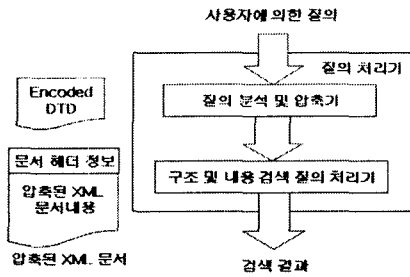 사용자에 의한 질의
질의 처리기
Encoded
DTD
질의 분석 및 압축기
문서 헤더 정보
압축된 XML
문서내용
구조 및 내용 검색 질의 처리기
압축된 XML 문서
검색 결과